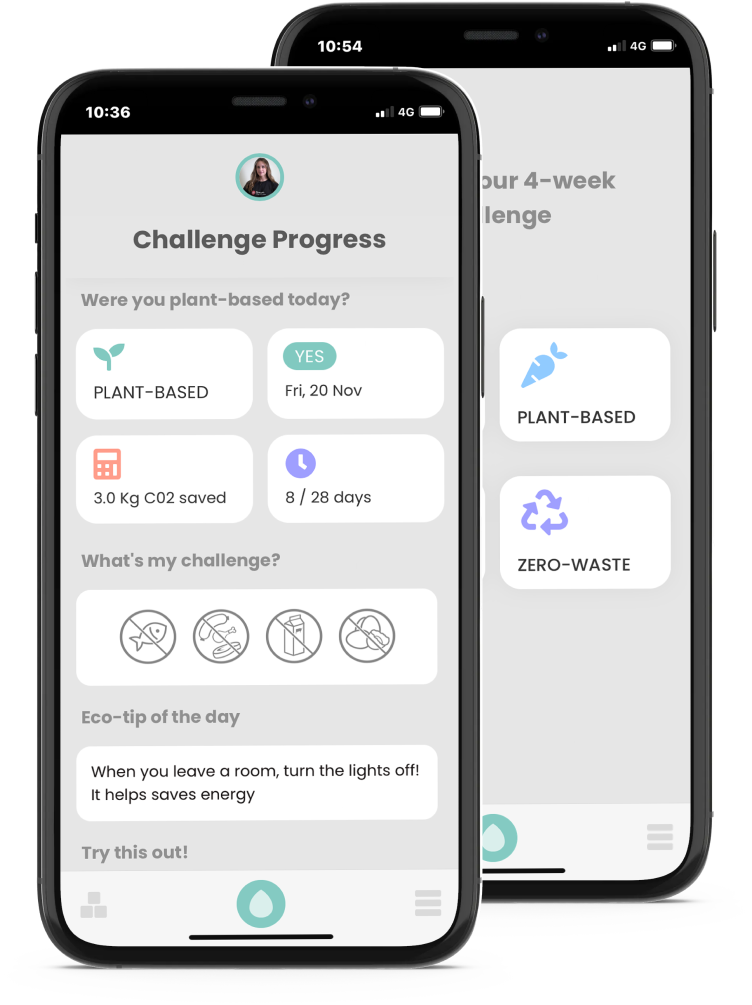 10:36
4G
Challenge Progress
Were you plant-based today?
PLANT-BASED
YES
Fri, 20 Nov
3.0 Kg C02 saved
8 / 28 days
What's my challenge?
Eco-tip of the day
When you leave a room, turn the lights off!
It helps saves energy
Try this out!
10:54
4G
our 4-week
lenge
PLANT-BASED
ZERO-WASTE